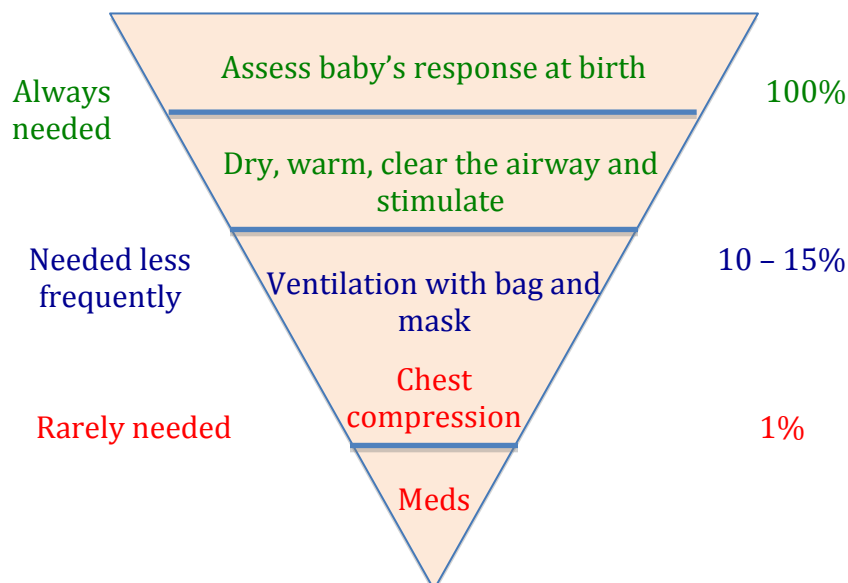 Assess baby’s response at birth
Always
needed
100%
Dry, warm, clear the airway and
stimulate
Needed less
frequently
10 – 15%
Ventilation with bag and
mask
Chest
compression
Rarely needed
1%
Meds